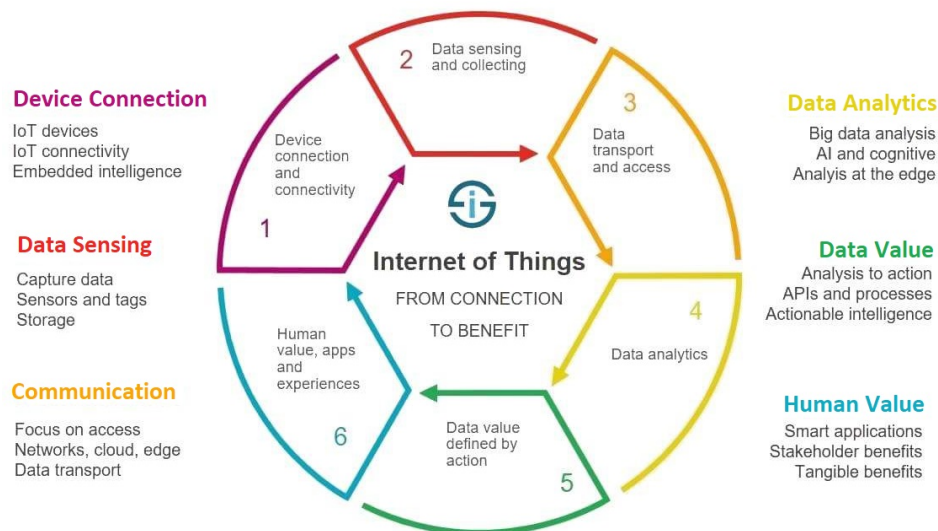 Device Connection
IoT devices
IoT connectivity
Embedded intelligence
Data Sensing
Capture data
Sensors and tags
Storage
Communication
Focus on access
Networks, cloud, edge
Data transport
1
Device
connection
and
connectivity
2
Data sensing
and collecting
3
Data
transport
and access
4
Data analytics
5
Data value
defined by
action
6
Human
value, apps
and
experiences
SiG
Internet of Things
FROM CONNECTION
TO BENEFIT
Data Analytics
Big data analysis
AI and cognitive
Analyis at the edge
Data Value
Analysis to action
APIs and processes
Actionable intelligence
Human Value
Smart applications
Stakeholder benefits
Tangible benefits